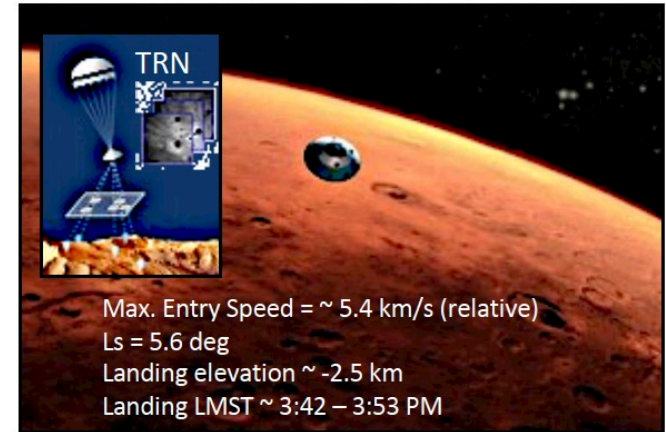 TRN
Max. Entry Speed = ~ 5.4 km/s (relative)
Ls = 5.6 deg
Landing elevation ~ -2.5 km
Landing LMST ~ 3:42 – 3:53 PM